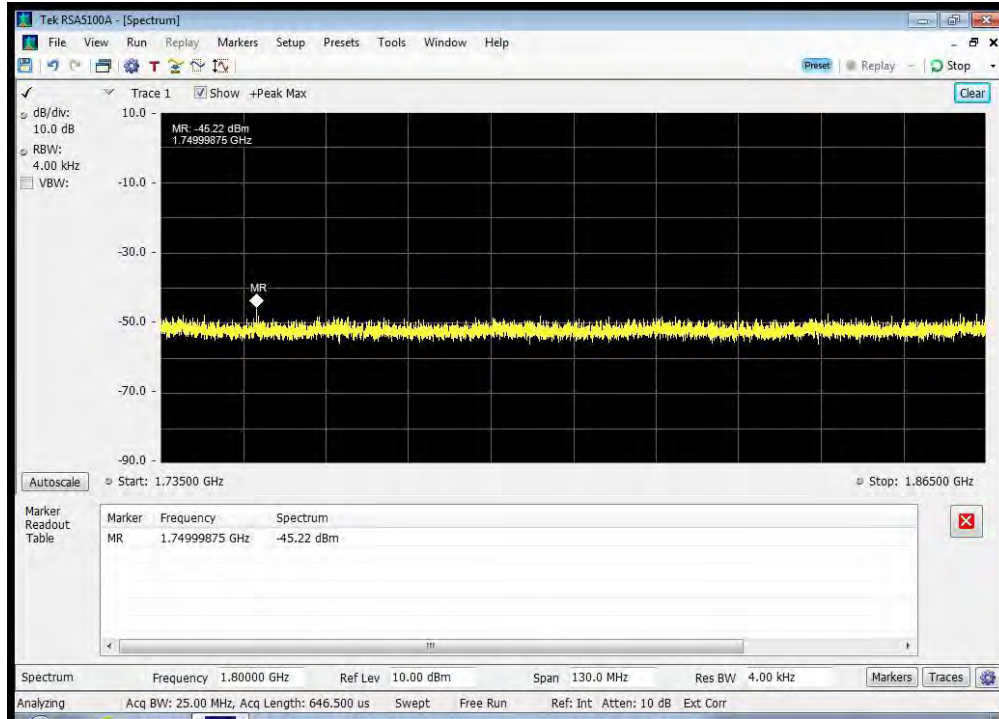 Tek RSA5100A - [Spectrum]
File View Run Replay Markers Setup Presets Tools Window Help
Preset Replay Stop
Trace 1 Show +Peak Max Clear
dB/div: 10.0 dB
RBW: 4.00 kHz
VBW:
10.0 -
-10.0 -
-30.0 -
-50.0 -
-70.0 -
-90.0 -
MR: -45.22 dBm
1.74999875 GHz
MR
Autoscale Start: 1.73500 GHz Stop: 1.86500 GHz
Marker Readout Table
Marker Frequency Spectrum
MR 1.74999875 GHz -45.22 dBm
Spectrum Frequency 1.80000 GHz Ref Lev 10.00 dBm Span 130.0 MHz Res BW 4.00 kHz Markers Traces
Analyzing Acq BW: 25.00 MHz, Acq Length: 646.500 us Swept Free Run Ref: Int Atten: 10 dB Ext Corr